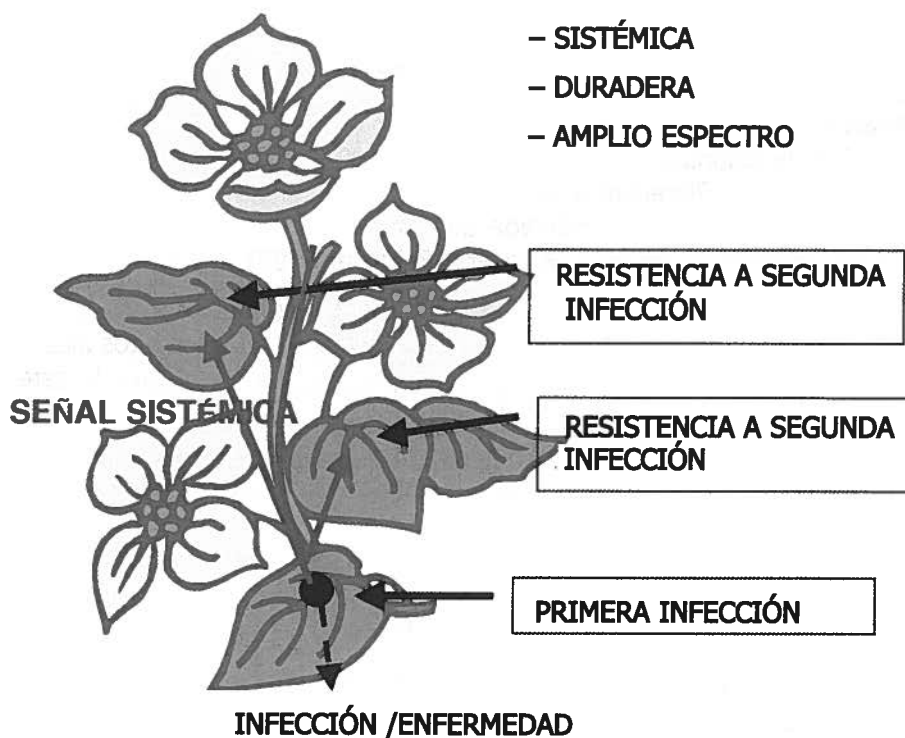 – SISTÉMICA
– DURADERA
– AMPLIO ESPECTRO
RESISTENCIA A SEGUNDA
INFECCIÓN
SEÑAL SISTÉMICA
RESISTENCIA A SEGUNDA
INFECCIÓN
PRIMERA INFECCIÓN
INFECCIÓN /ENFERMEDAD